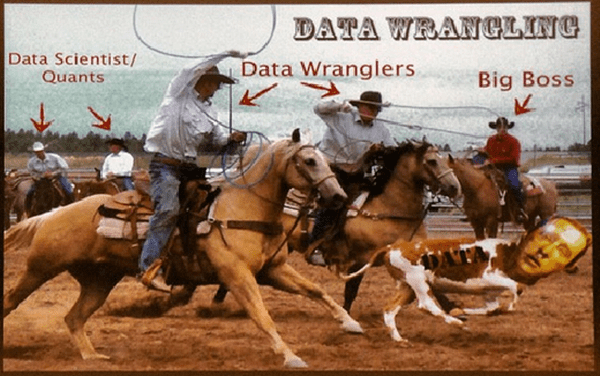 DATA WRANGLING
Data Scientist/
Quants
Data Wranglers
Big Boss
DATA